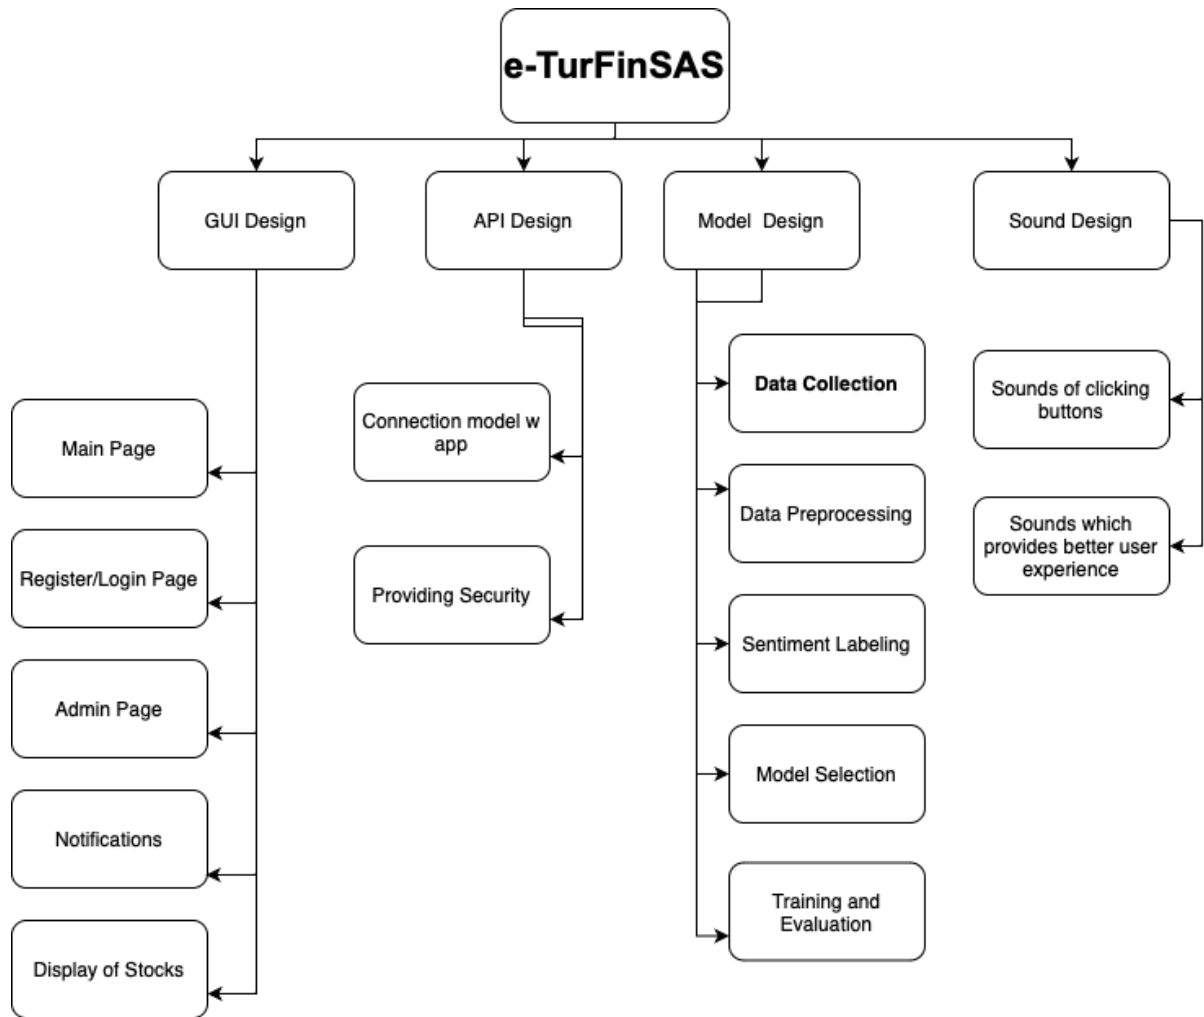 e-TurFinSAS
GUI Design
API Design
Model  Design
Sound Design
Main Page
Register/Login Page
Admin Page
Notifications
Display of Stocks
Connection model w
app
Providing Security
Data Collection
Data Preprocessing
Sentiment Labeling
Model Selection
Training and
Evaluation
Sounds of clicking
buttons
Sounds which
provides better user
experience